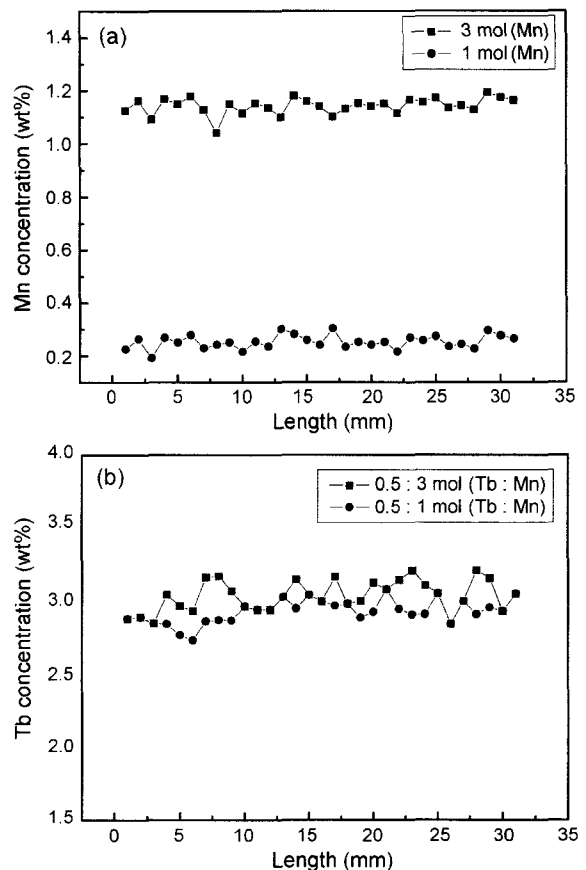 (a)
3 mol (Mn)
1 mol (Mn)
Mn concentration (wt%)
1.4
1.2
1.0
0.8
0.6
0.4
0.2
0 5 10 15 20 25 30 35
Length (mm)
(b)
0.5 : 3 mol (Tb : Mn)
0.5 : 1 mol (Tb : Mn)
Tb concentration (wt%)
4.0
3.5
3.0
2.5
2.0
1.5
0 5 10 15 20 25 30 35
Length (mm)